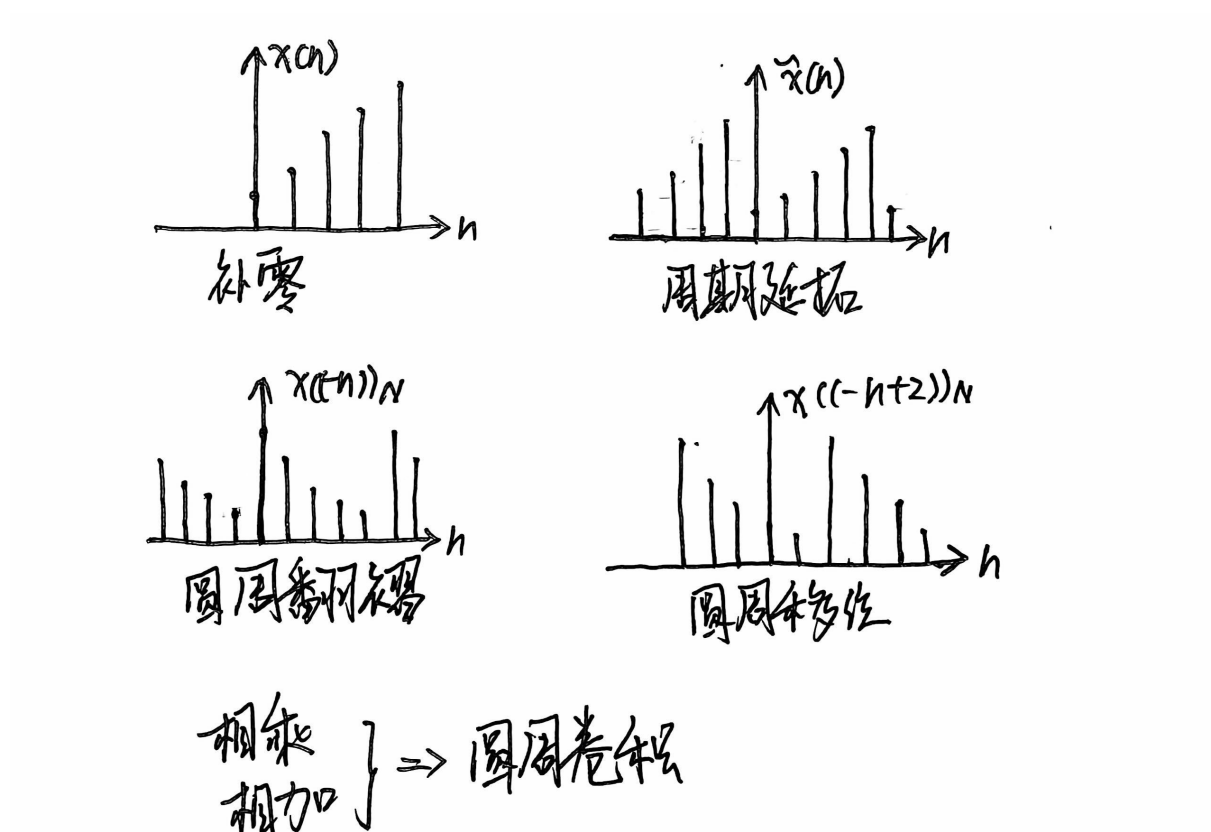 x(n)
n
补零
x̃(n)
n
周期延拓
x((-n))N
n
圆周翻褶
x((-n+2))N
n
圆周移位
相乘
相加
} => 圆周卷积